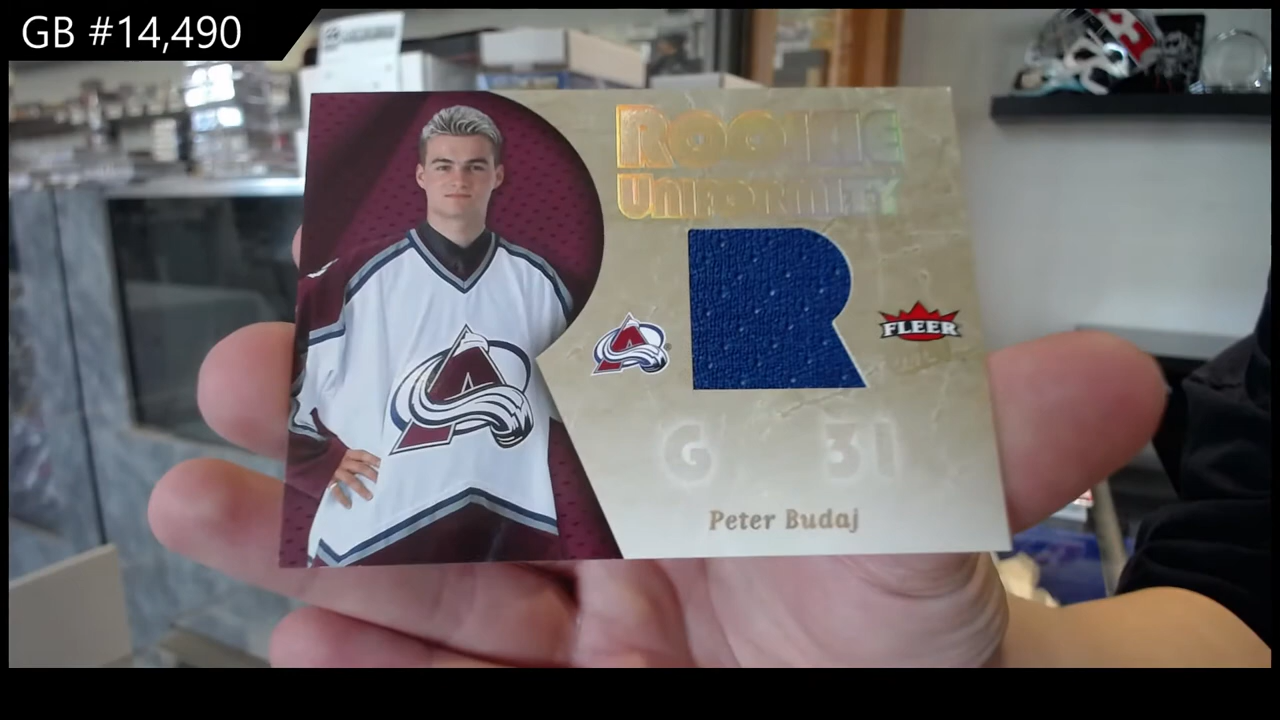 GB #14,490
ROOKIE
UNIFORMITY
FLEER
G 31
Peter Budaj